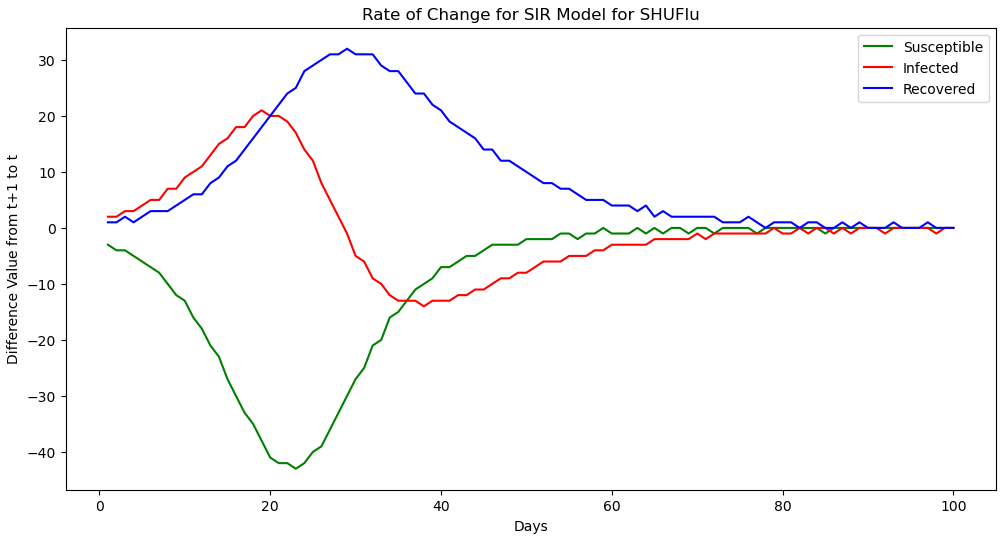 Rate of Change for SIR Model for SHUFlu
Susceptible
Infected
Recovered
Difference Value from t+1 to t
30
20
10
0
−10
−20
−30
−40
0
20
40
60
80
100
Days